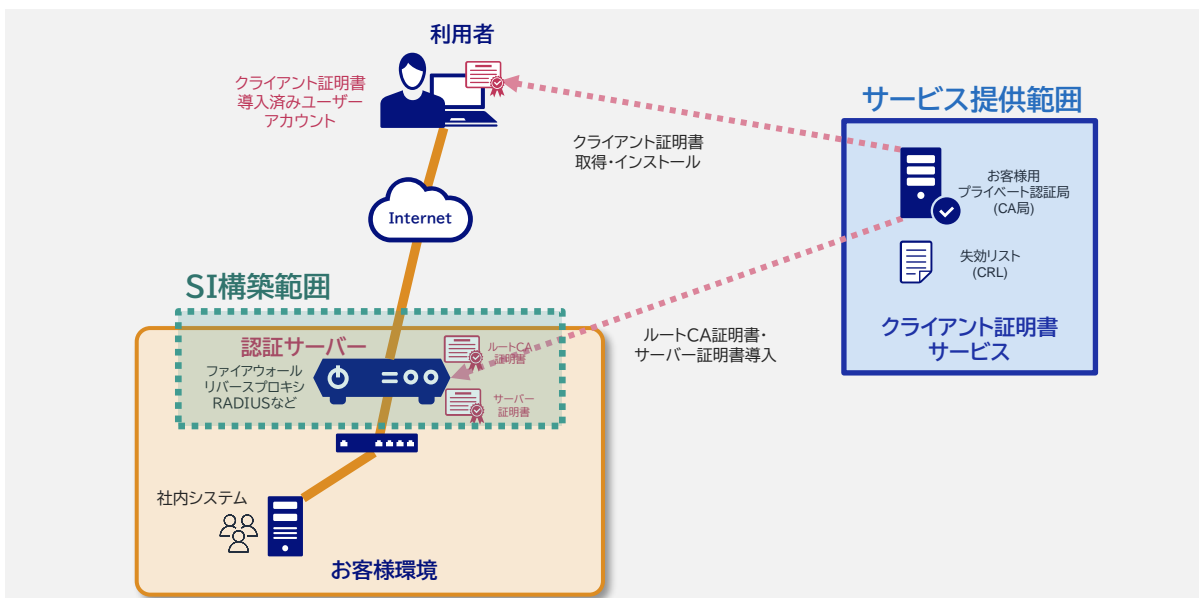 利用者
クライアント証明書
導入済みユーザー
アカウント
クライアント証明書
取得・インストール
サービス提供範囲
お客様用
プライベート認証局
(CA局)
失効リスト
(CRL)
クライアント証明書
サービス
Internet
SI構築範囲
認証サーバー
ファイアウォール
リバースプロキシ
RADIUSなど
ルートCA
証明書
サーバー
証明書
ルートCA証明書・
サーバー証明書導入
社内システム
お客様環境